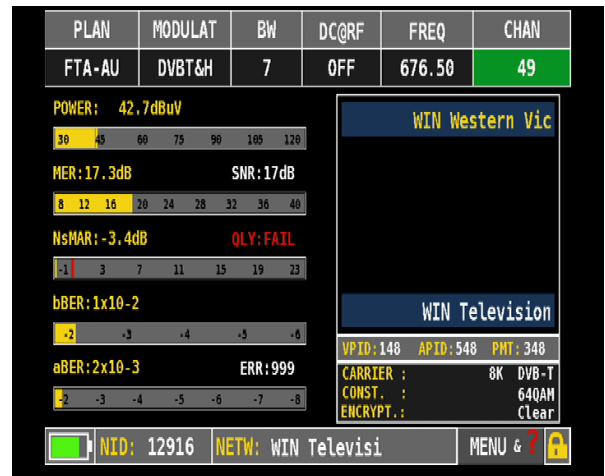 PLAN MODULAT BW DC@RF FREQ CHAN
FTA-AU DVBT&H 7 OFF 676.50 49
POWER: 42.7dBuV
30 45 60 75 90 105 120
MER:17.3dB SNR:17dB
8 12 16 20 24 28 32 36 40
NsMAR:-3.4dB QLY:FAIL
-1 3 7 11 15 19 23
bBER:1x10-2
-2 -3 -4 -5 -6
aBER:2x10-3 ERR:999
-2 -3 -4 -5 -6 -7 -8
WIN Western Vic
WIN Television
VPID:148 APID:548 PMT:348
CARRIER : 8K DVB-T
CONST. : 64QAM
ENCRYPT.: Clear
NID: 12916 NETW: WIN Televisi MENU & ?